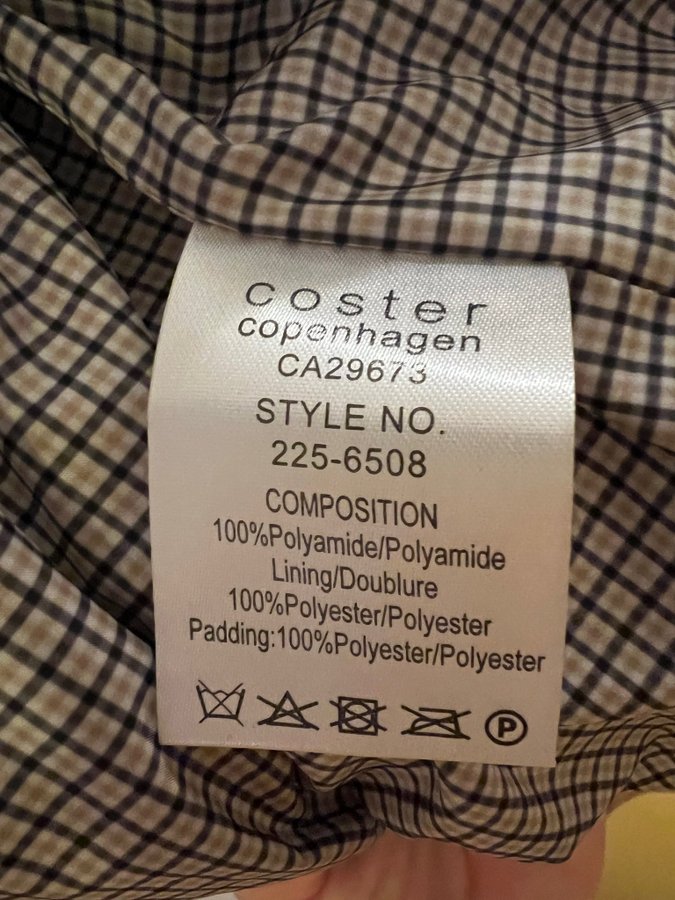 coster
copenhagen
CA29673
STYLE NO.
225-6508
COMPOSITION
100%Polyamide/Polyamide
Lining/Doublure
100%Polyester/Polyester
Padding:100%Polyester/Polyester
P